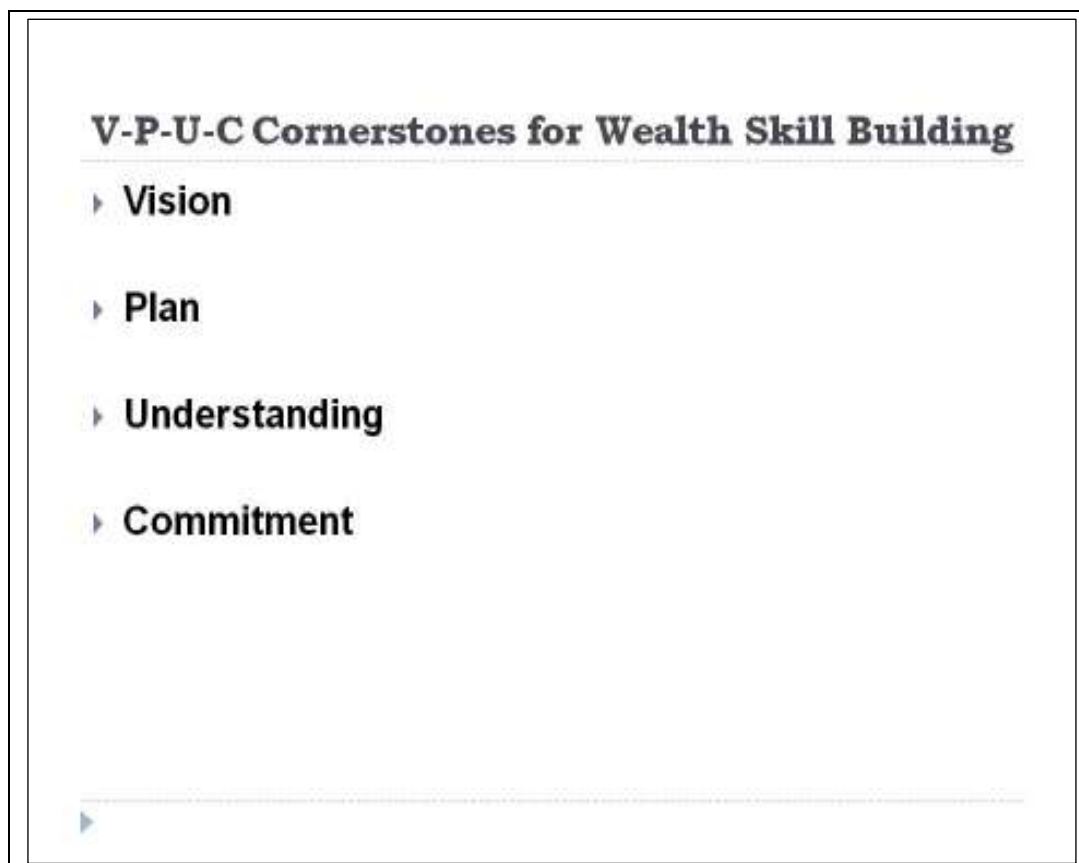 V-P-U-C Cornerstones for Wealth Skill Building
Vision
Plan
Understanding
Commitment